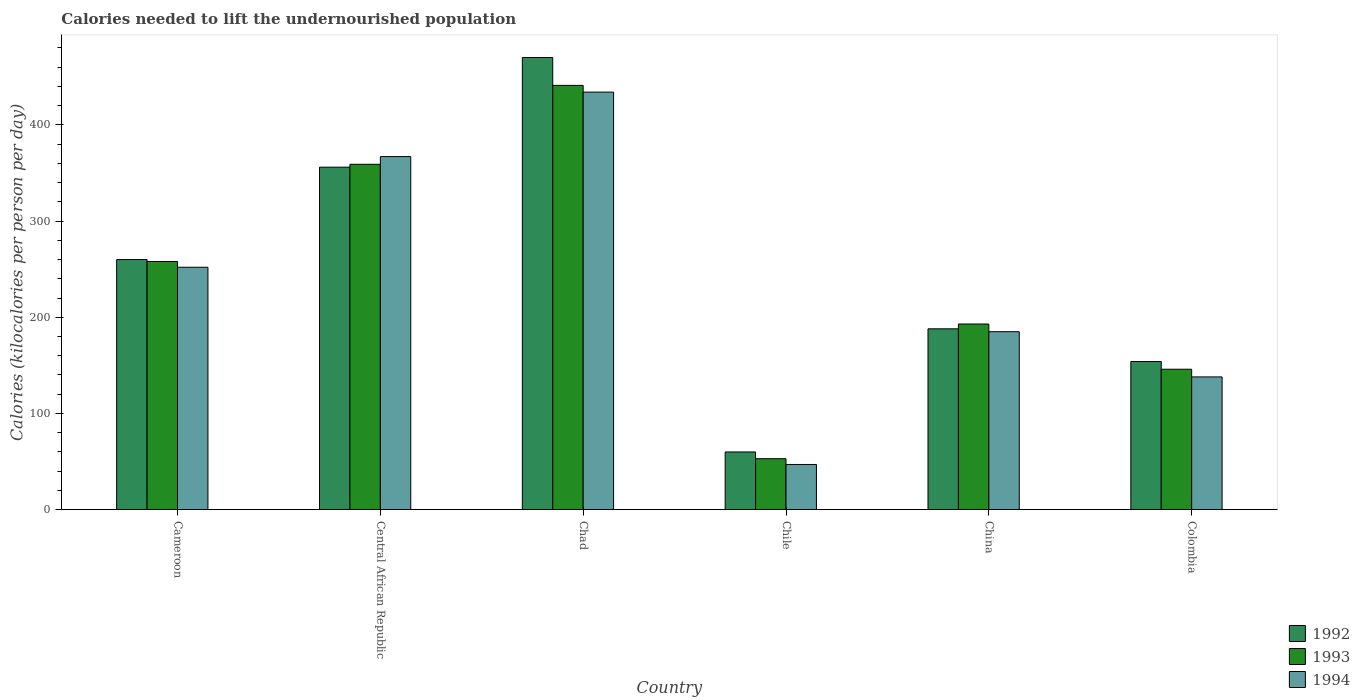 Calories needed to lift the undernourished population
Calories (kilocalories per person per day)
400
300
200
100
0
Cameroon
Central African Republic
Chad
Chile
China
Colombia
Country
1992
1993
1994